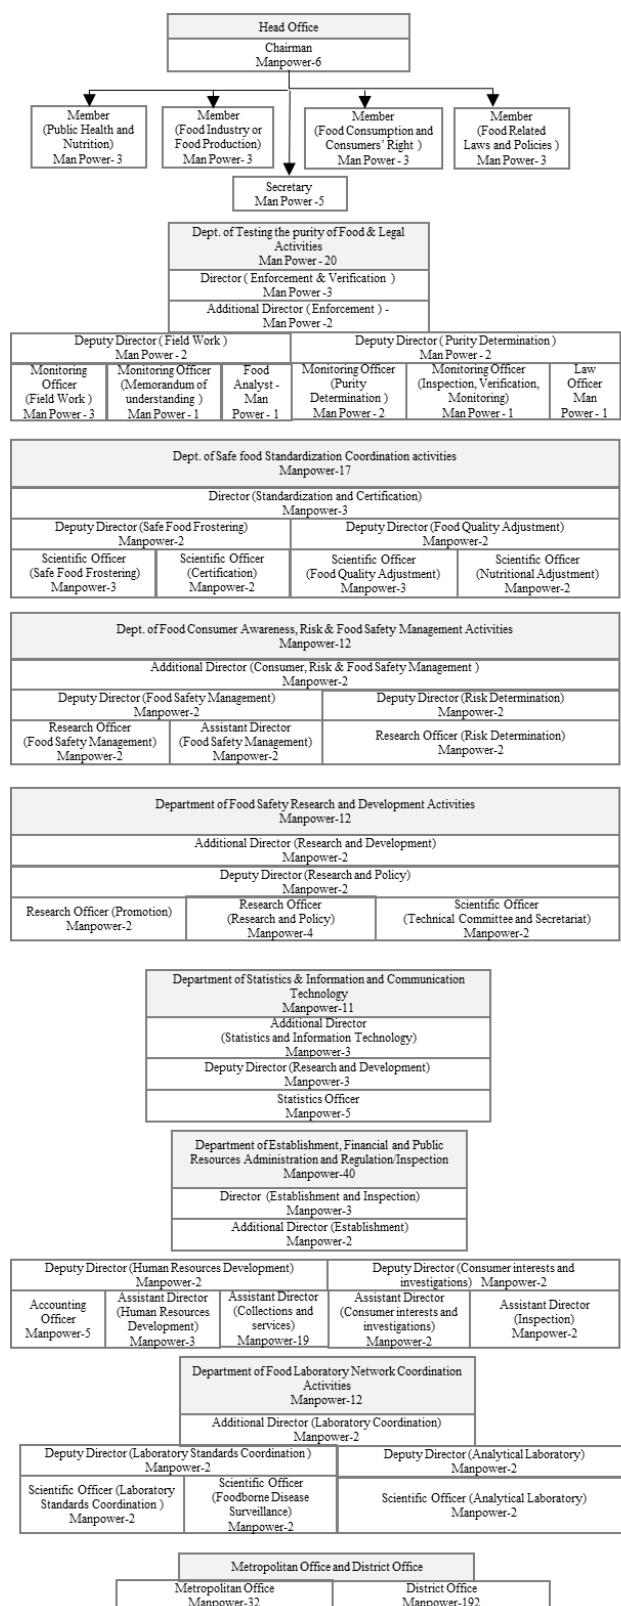 Head Office
Chairman
Manpower-6
Member
(Public Health and
Nutrition)
Man Power- 3
Member
(Food Industry or
Food Production)
Man Power- 3
Member
(Food Consumption and
Consumers' Right )
Man Power - 3
Member
(Food Related
Laws and Policies )
Man Power- 3
Secretary
Man Power -5
Dept. of Testing the purity of Food & Legal
Activities
Man Power - 20
Director ( Enforcement & Verification )
Man Power -3
Additional Director ( Enforcement ) -
Man Power -2
Deputy Director ( Field Work )
Man Power - 2
Deputy Director ( Purity Determination )
Man Power - 2
Monitoring
Officer
(Field Work )
Man Power - 3
Monitoring Officer
(Memorandum of
understanding )
Man Power - 1
Food
Analyst -
Man
Power - 1
Monitoring Officer
(Purity
Determination )
Man Power - 2
Monitoring Officer
(Inspection, Verification,
Monitoring)
Man Power - 1
Law
Officer
Man
Power - 1
Dept. of Safe food Standardization Coordination activities
Manpower-17
Director (Standardization and Certification)
Manpower-3
Deputy Director (Safe Food Frostering)
Manpower-2
Deputy Director (Food Quality Adjustment)
Manpower-2
Scientific Officer
(Safe Food Frostering)
Manpower-3
Scientific Officer
(Certification)
Manpower-2
Scientific Officer
(Food Quality Adjustment)
Manpower-3
Scientific Officer
(Nutritional Adjustment)
Manpower-2
Dept. of Food Consumer Awareness, Risk & Food Safety Management Activities
Manpower-12
Additional Director (Consumer, Risk & Food Safety Management )
Manpower-2
Deputy Director (Food Safety Management)
Manpower-2
Deputy Director (Risk Determination)
Manpower-2
Research Officer
(Food Safety Management)
Manpower-2
Assistant Director
(Food Safety Management)
Manpower-2
Research Officer (Risk Determination)
Manpower-2
Department of Food Safety Research and Development Activities
Manpower-12
Additional Director (Research and Development)
Manpower-2
Deputy Director (Research and Policy)
Manpower-2
Research Officer (Promotion)
Manpower-2
Research Officer
(Research and Policy)
Manpower-4
Scientific Officer
(Technical Committee and Secretariat)
Manpower-2
Department of Statistics & Information and Communication
Technology
Manpower-11
Additional Director
(Statistics and Information Technology)
Manpower-3
Deputy Director (Research and Development)
Manpower-3
Statistics Officer
Manpower-5
Department of Establishment, Financial and Public
Resources Administration and Regulation/Inspection
Manpower-40
Director (Establishment and Inspection)
Manpower-3
Additional Director (Establishment)
Manpower-2
Deputy Director (Human Resources Development)
Manpower-2
Deputy Director (Consumer interests and
investigations) Manpower-2
Accounting
Officer
Manpower-5
Assistant Director
(Human Resources
Development)
Manpower-3
Assistant Director
(Collections and
services)
Manpower-19
Assistant Director
(Consumer interests and
investigations)
Manpower-2
Assistant Director
(Inspection)
Manpower-2
Department of Food Laboratory Network Coordination
Activities
Manpower-12
Additional Director (Laboratory Coordination)
Manpower-2
Deputy Director (Laboratory Standards Coordination )
Manpower-2
Deputy Director (Analytical Laboratory)
Manpower-2
Scientific Officer (Laboratory
Standards Coordination )
Manpower-2
Scientific Officer
(Foodborne Disease
Surveillance)
Manpower-2
Scientific Officer (Analytical Laboratory)
Manpower-2
Metropolitan Office and District Office
Metropolitan Office
Manpower-32
District Office
Manpower-192